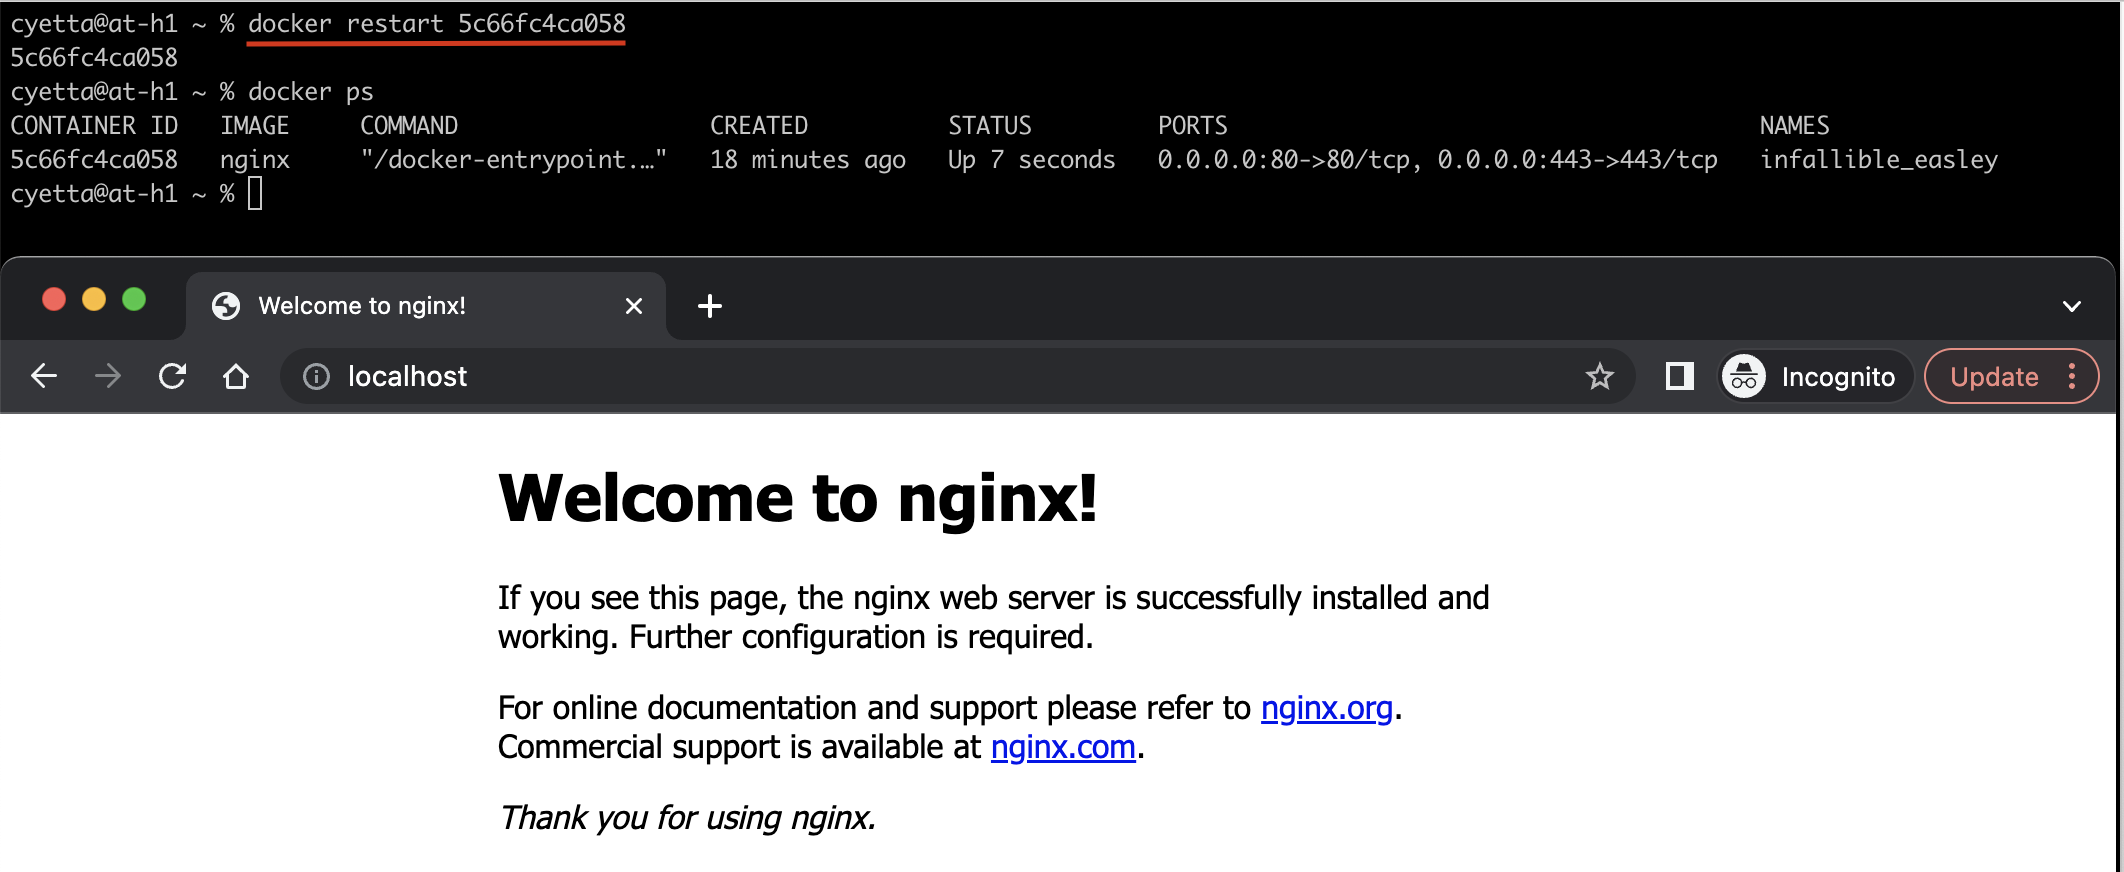 cyetta@at-h1 ~ % docker restart 5c66fc4ca058
5c66fc4ca058
cyetta@at-h1 ~ % docker ps
CONTAINER ID   IMAGE     COMMAND                  CREATED          STATUS         PORTS                                      NAMES
5c66fc4ca058   nginx     "/docker-entrypoint.…"   18 minutes ago   Up 7 seconds   0.0.0.0:80->80/tcp, 0.0.0.0:443->443/tcp   infallible_easley
cyetta@at-h1 ~ %
Welcome to nginx!
localhost
Incognito
Update
Welcome to nginx!
If you see this page, the nginx web server is successfully installed and
working. Further configuration is required.
For online documentation and support please refer to nginx.org.
Commercial support is available at nginx.com.
Thank you for using nginx.